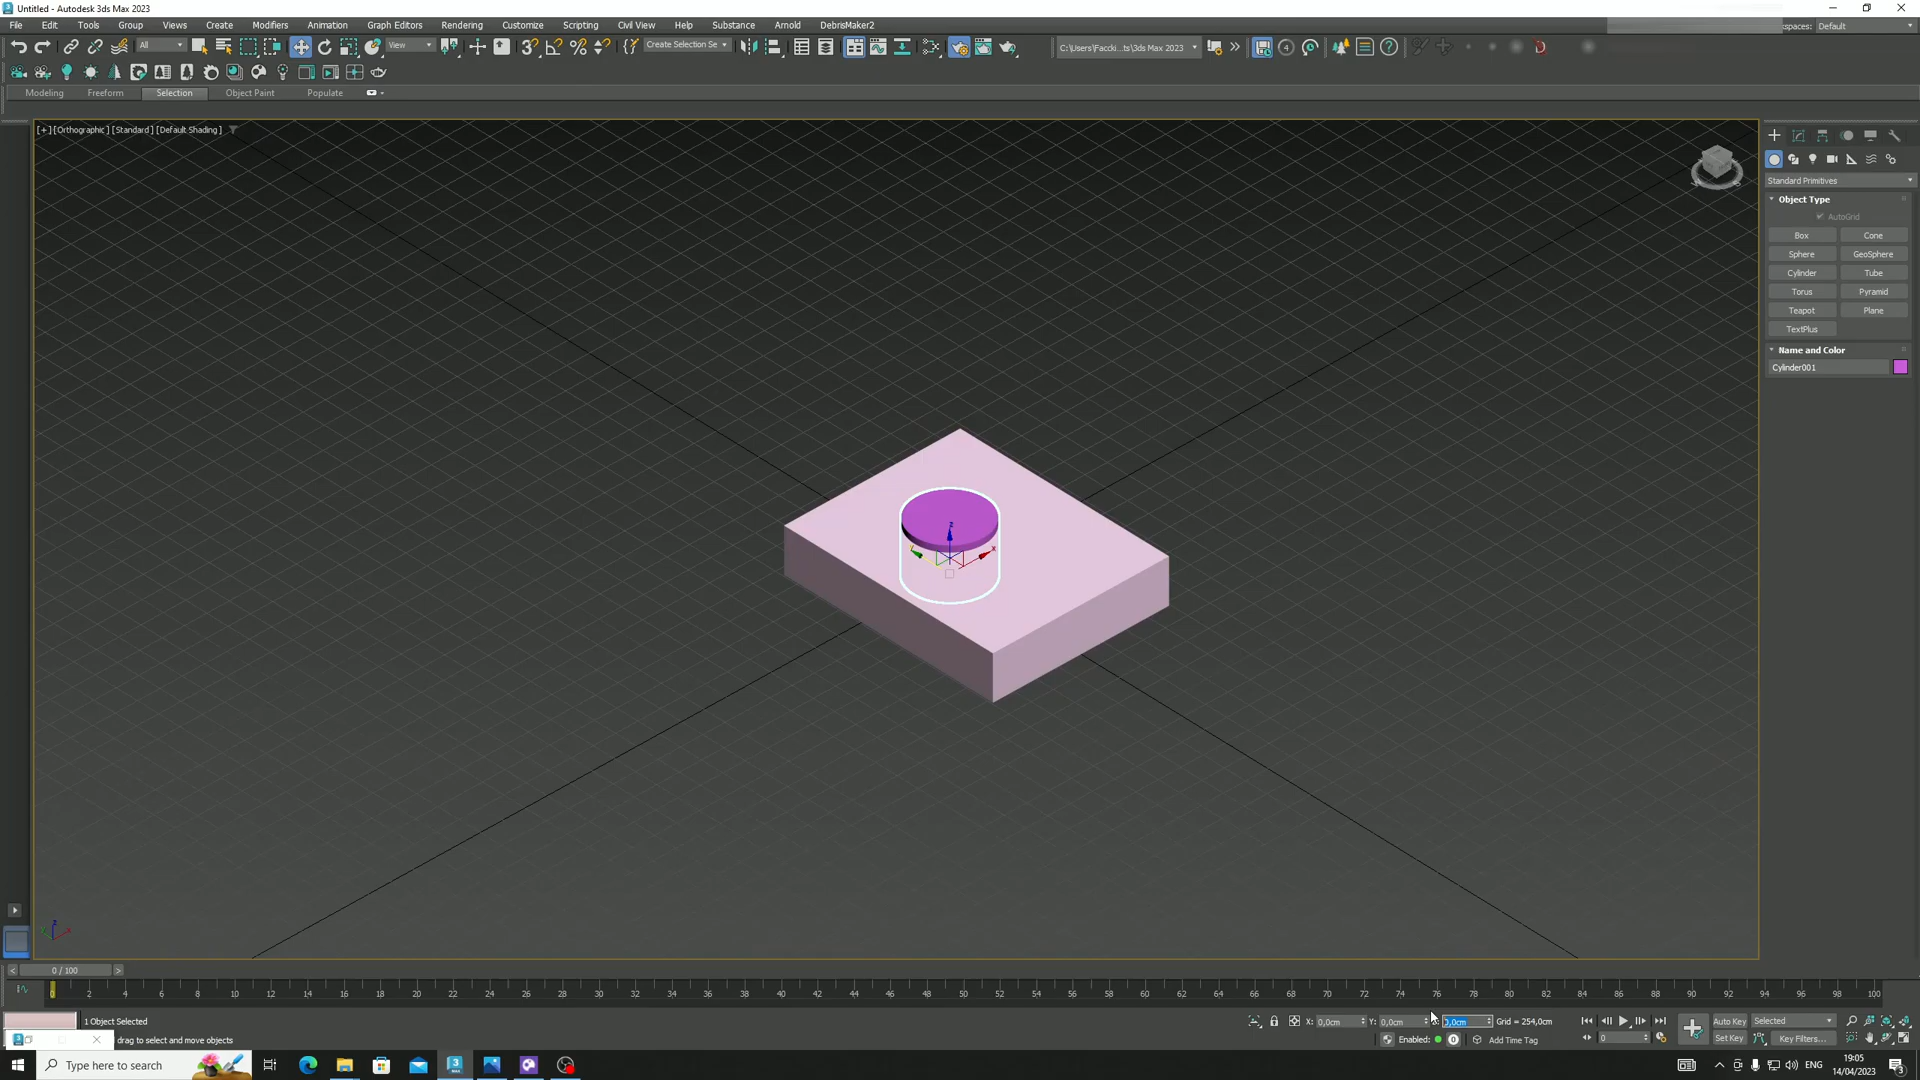 Untitled - Autodesk 3ds Max 2023
File Edit Tools Group Views Create Modifiers Animation Graph Editors Rendering Customize Scripting Civil View Help Substance Arnold DebrisMaker2
spaces: Default
All View Create Selection Se C:\Users\Faccki...ts\3ds Max 2023
Modeling Freeform Selection Object Paint Populate
[+] [Orthographic] [Standard] [Default Shading]
Standard Primitives
Object Type
AutoGrid
Box Cone
Sphere GeoSphere
Cylinder Tube
Torus Pyramid
Teapot Plane
TextPlus
Name and Color
Cylinder001
z
y x
z
x
< 0 / 100 >
0 2 4 6 8 10 12 14 16 18 20 22 24 26 28 30 32 34 36 38 40 42 44 46 48 50 52 54 56 58 60 62 64 66 68 70 72 74 76 78 80 82 84 86 88 90 92 94 96 98 100
1 Object Selected X: 0,0cm Y: 0,0cm 0,0cm Grid = 254,0cm Auto Key Selected
drag to select and move objects Enabled: Add Time Tag 0 Set Key Key Filters...
Type here to search ENG 19:05
14/04/2023